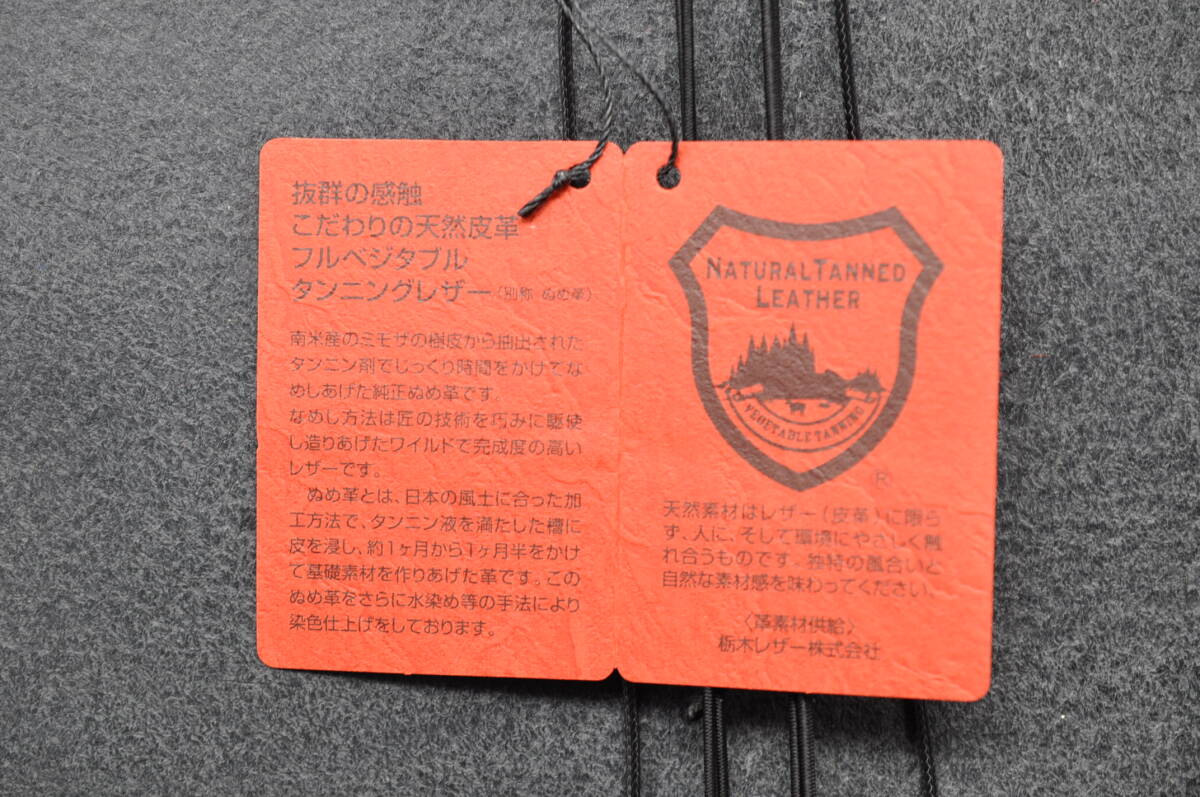 抜群の感触
こだわりの天然皮革
フルベジタブル
タンニングレザー〈別称 ぬめ革〉
南米産のミモザの樹皮から抽出された
タンニン剤でじっくり時間をかけてな
めしあげた純正ぬめ革です。
なめし方法は匠の技術を巧みに駆使
し造りあげたワイルドで完成度の高い
レザーです。
ぬめ革とは、日本の風土に合った加
工方法で、タンニン液を満たした槽に
皮を浸し、約1ヶ月から1ヶ月半をかけ
て基礎素材を作りあげた革です。この
ぬめ革をさらに水染め等の手法により
染色仕上げをしております。
NATURAL TANNED
LEATHER
VEGETABLE TANNING
®
天然素材はレザー(皮革)に限ら
ず、人に、そして環境にやさしく触
れ合うものです。独特の風合いと
自然な素材感を味わってください。
〈革素材供給〉
栃木レザー株式会社